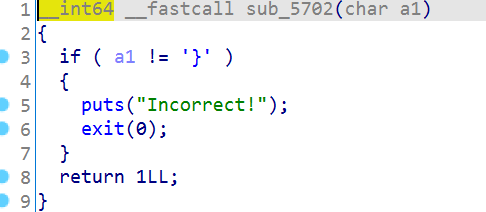 1 __int64 __fastcall sub_5702(char a1)
2 {
3   if ( a1 != '}' )
4   {
5     puts("Incorrect!");
6     exit(0);
7   }
8   return 1LL;
9 }